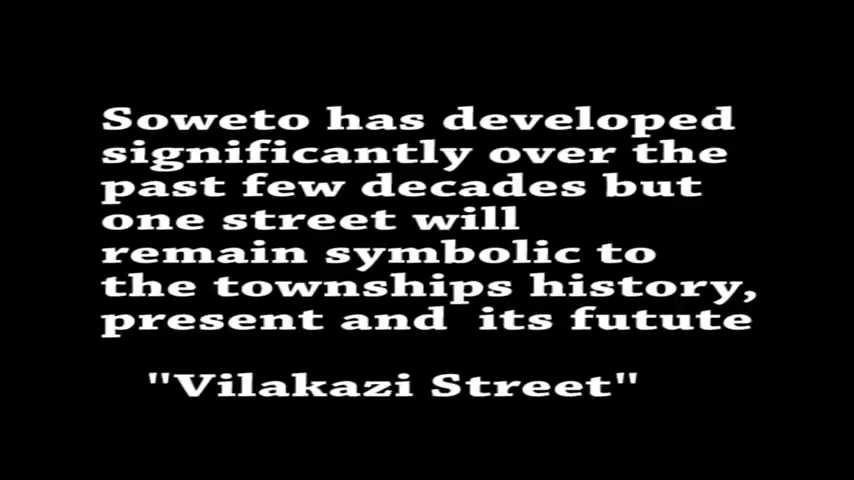 Soweto has developed
significantly over the
past few decades but
one street will
remain symbolic to
the townships history,
present and  its futute
"Vilakazi Street"